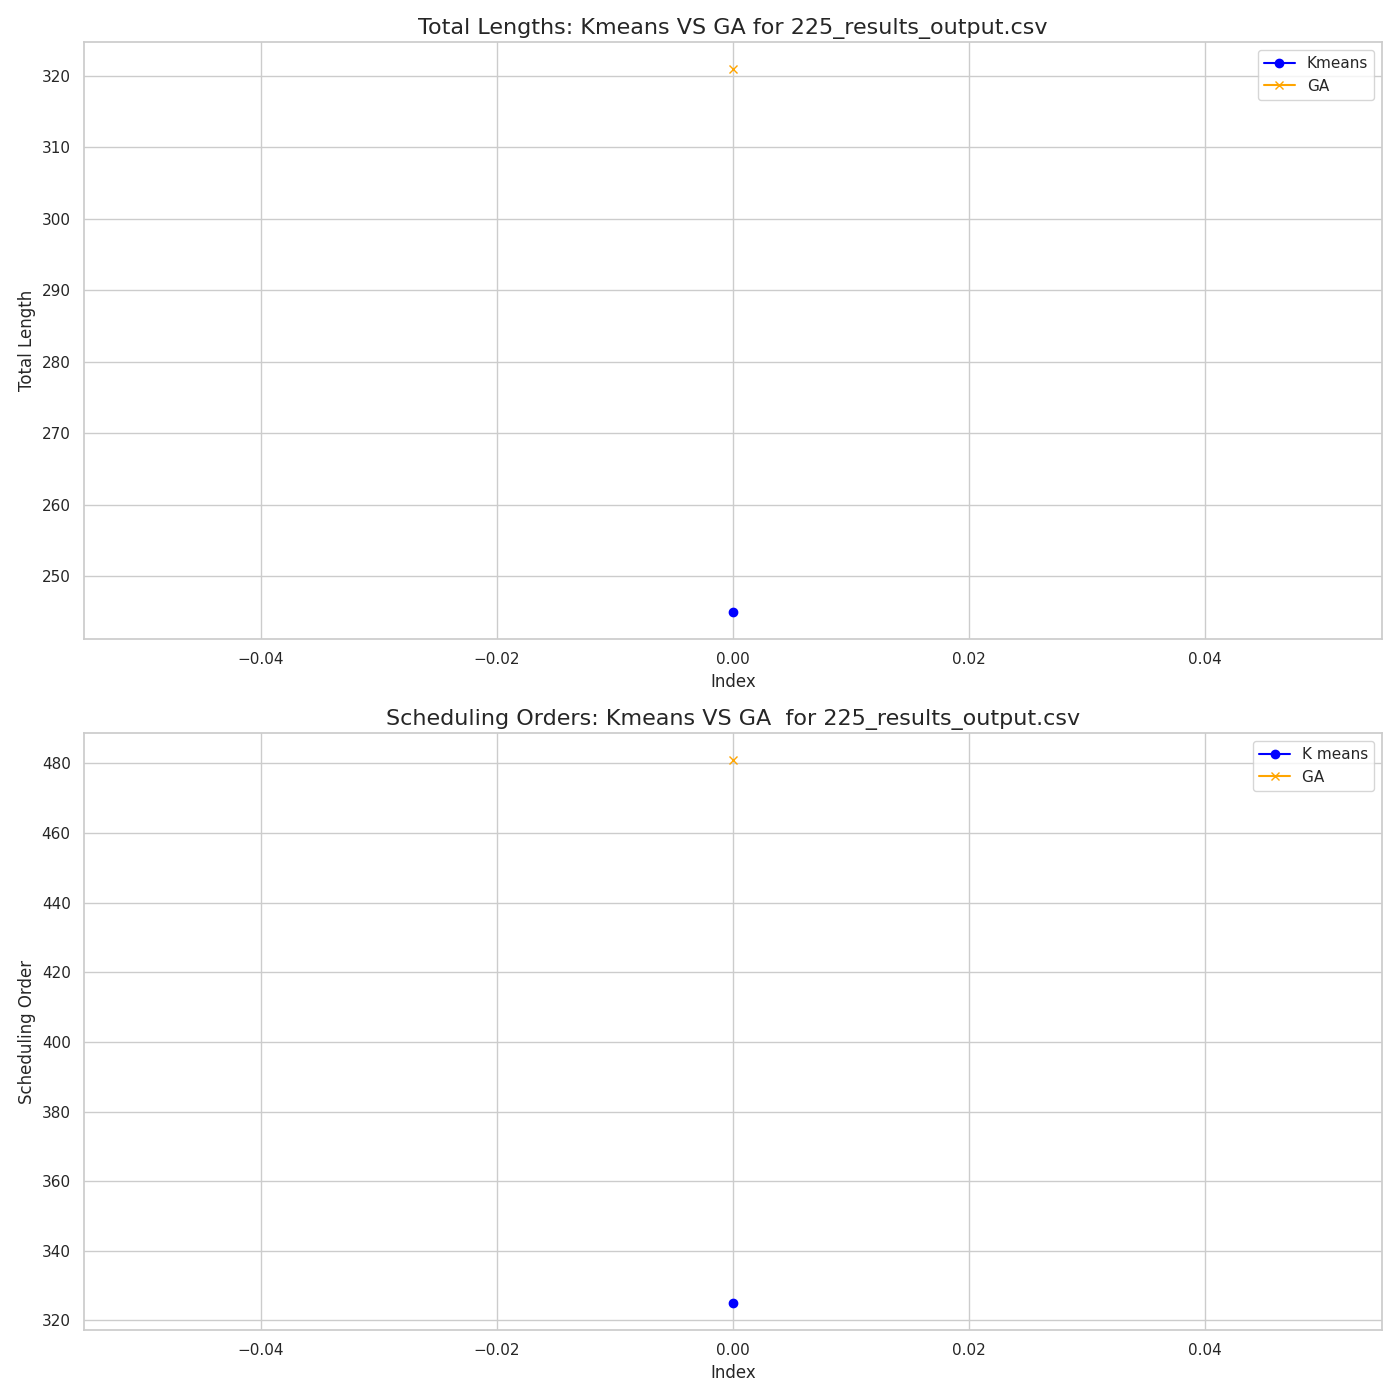 Total Lengths: Kmeans VS GA for 225_results_output.csv
Kmeans
GA
320
310
300
290
280
270
260
250
Total Length
−0.04
−0.02
0.00
0.02
0.04
Index
Scheduling Orders: Kmeans VS GA  for 225_results_output.csv
K means
GA
480
460
440
420
400
380
360
340
320
Scheduling Order
−0.04
−0.02
0.00
0.02
0.04
Index